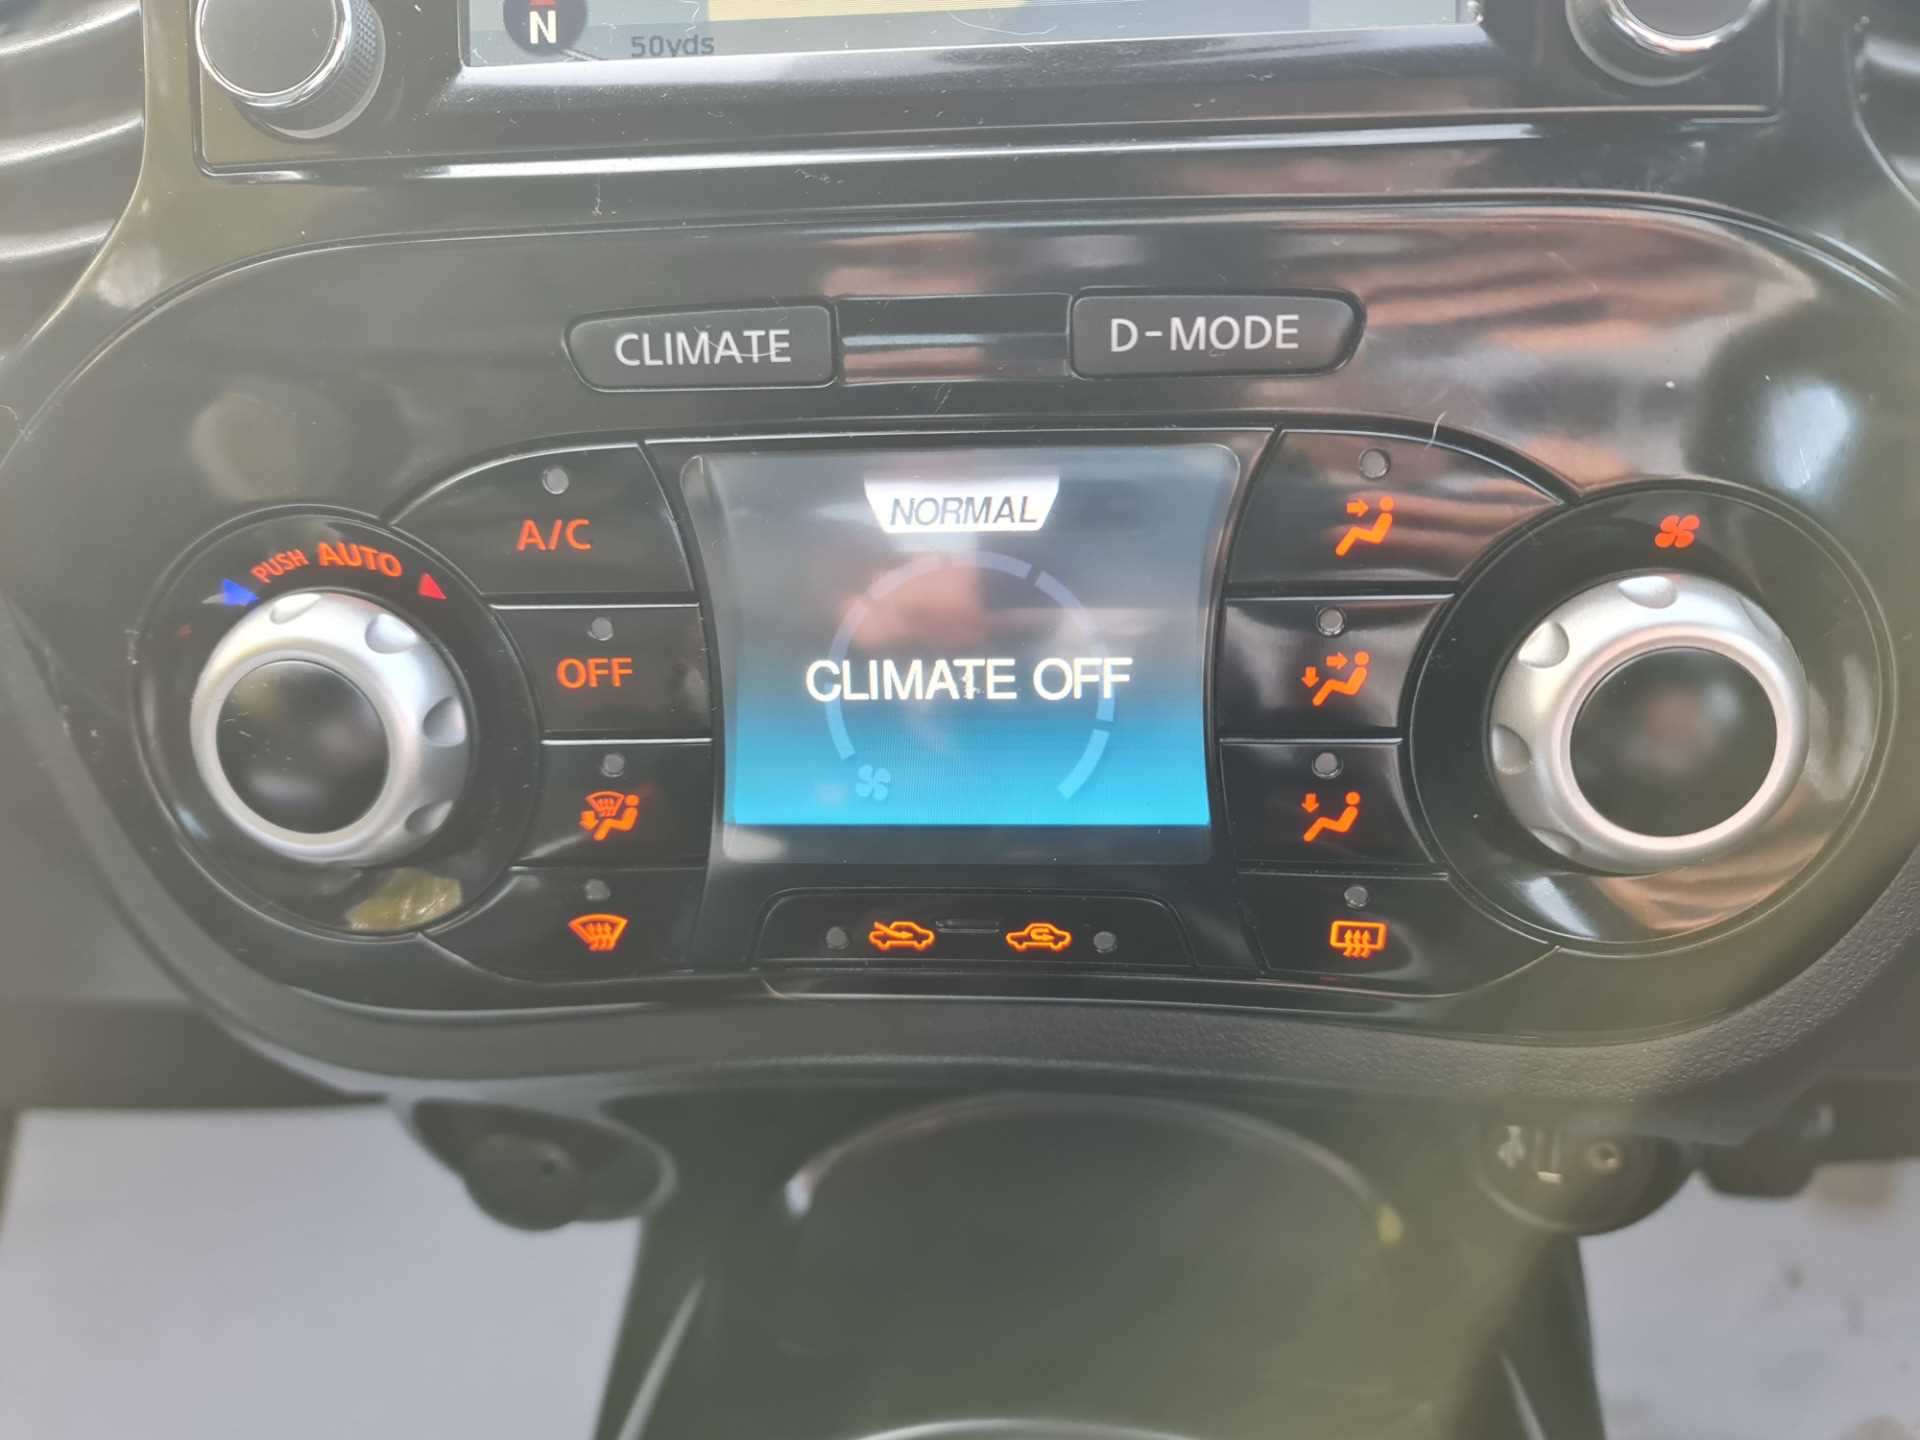 N
50yds
CLIMATE
D-MODE
NORMAL
A/C
PUSH AUTO
OFF
CLIMATE OFF